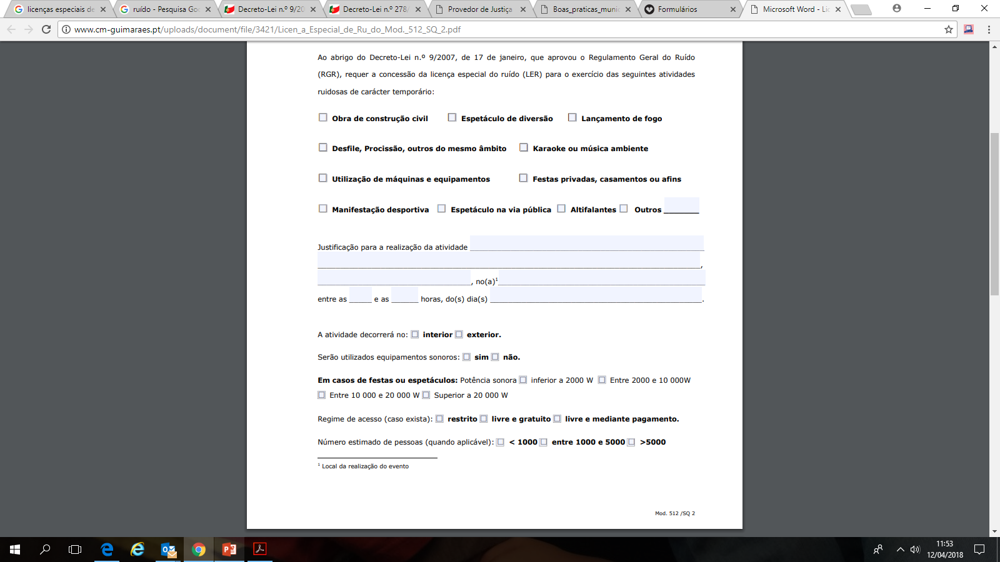 licenças especiais de
ruído - Pesquisa Goo
Decreto-Lei n.º 9/20
Decreto-Lei n.º 278/
Provedor de Justiça
Boas_praticas_munic
Formulários
Microsoft Word - Lic
www.cm-guimaraes.pt/uploads/document/file/3421/Licen_a_Especial_de_Ru_do_Mod._512_SQ_2.pdf
Ao abrigo do Decreto-Lei n.º 9/2007, de 17 de janeiro, que aprovou o Regulamento Geral do Ruído
(RGR), requer a concessão da licença especial do ruído (LER) para o exercício das seguintes atividades
ruidosas de carácter temporário:
Obra de construção civil Espetáculo de diversão Lançamento de fogo
Desfile, Procissão, outros do mesmo âmbito Karaoke ou música ambiente
Utilização de máquinas e equipamentos Festas privadas, casamentos ou afins
Manifestação desportiva Espetáculo na via pública Altifalantes Outros ________
Justificação para a realização da atividade
,
, no(a)1
entre as _____ e as ______ horas, do(s) dia(s) .
A atividade decorrerá no: interior exterior.
Serão utilizados equipamentos sonoros: sim não.
Em casos de festas ou espetáculos: Potência sonora inferior a 2000 W Entre 2000 e 10 000W
Entre 10 000 e 20 000 W Superior a 20 000 W
Regime de acesso (caso exista): restrito livre e gratuito livre e mediante pagamento.
Número estimado de pessoas (quando aplicável): < 1000 entre 1000 e 5000 >5000
1 Local da realização do evento
Mod. 512 /SQ 2
11:53
12/04/2018